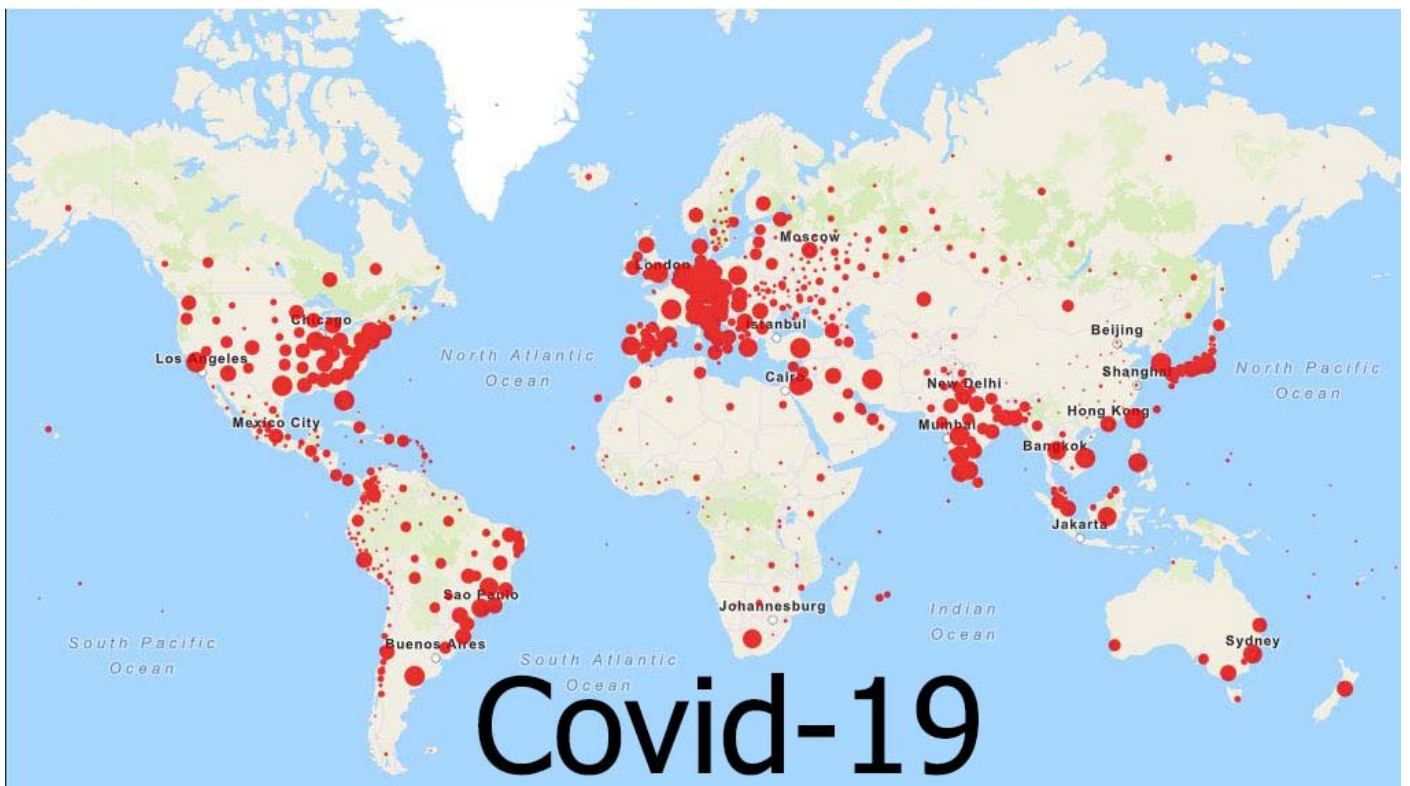 Moscow
London
Chicago
Istanbul
Beijing
North Atlantic
Ocean
Los Angeles
Cairo
New Delhi
Shanghai
North Pacific
Ocean
Mexico City
Mumbai
Hong Kong
Bangkok
Jakarta
Sao Paulo
Johannesburg
Indian
Ocean
South Pacific
Ocean
Buenos Aires
South Atlantic
Ocean
Sydney
Covid-19